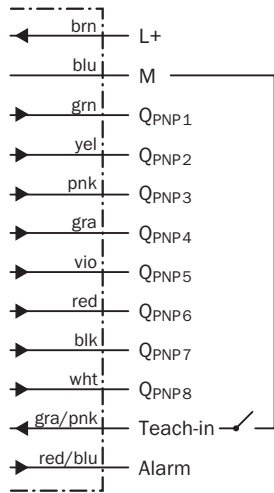 brn L+
blu M
grn QPNP1
yel QPNP2
pnk QPNP3
gra QPNP4
vio QPNP5
red QPNP6
blk QPNP7
wht QPNP8
gra/pnk Teach-in
red/blu Alarm